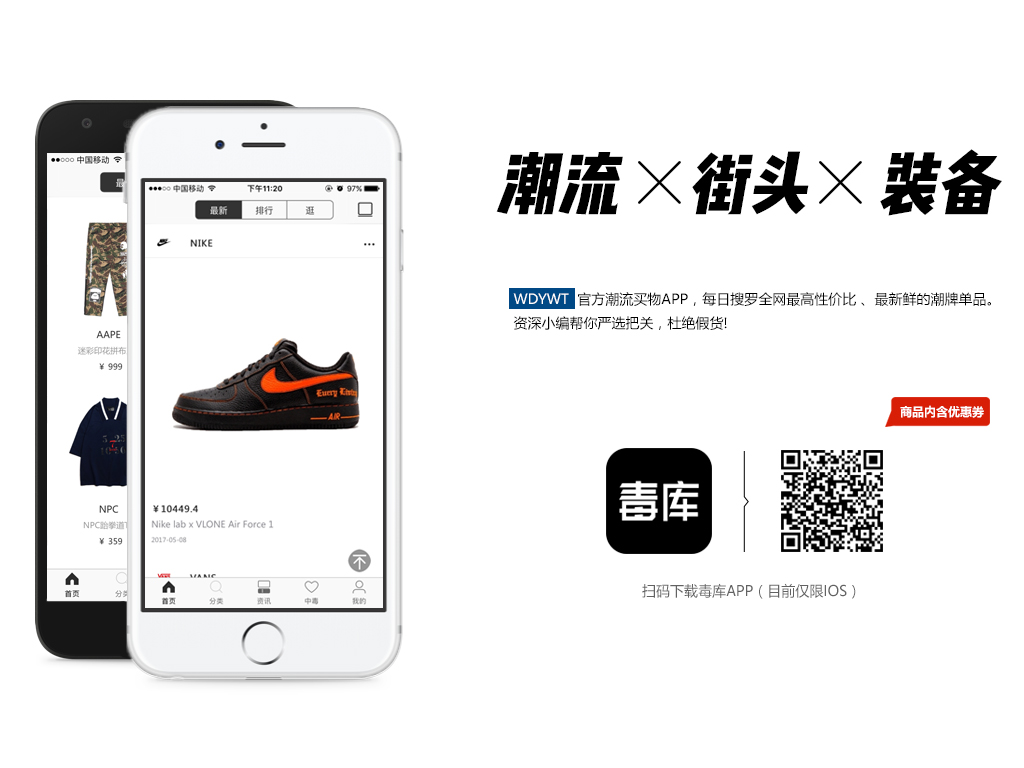 潮流×街头×装备
WDYWT 官方潮流买物APP，每日搜罗全网最高性价比 、最新鲜的潮牌单品。
资深小编帮你严选把关，杜绝假货!
商品内含优惠券
毒库
扫码下载毒库APP（目前仅限IOS）
中国移动
最
AAPE
迷彩印花拼布
¥ 999
NPC
NPC跆拳道
¥ 359
首页
分类
中国移动 下午11:20 97%
最新 排行 逛
NIKE
Every Living
AIR
¥ 10449.4
Nike lab x VLONE Air Force 1
2017-05-08
VANS
首页 分类 资讯 中毒 我的